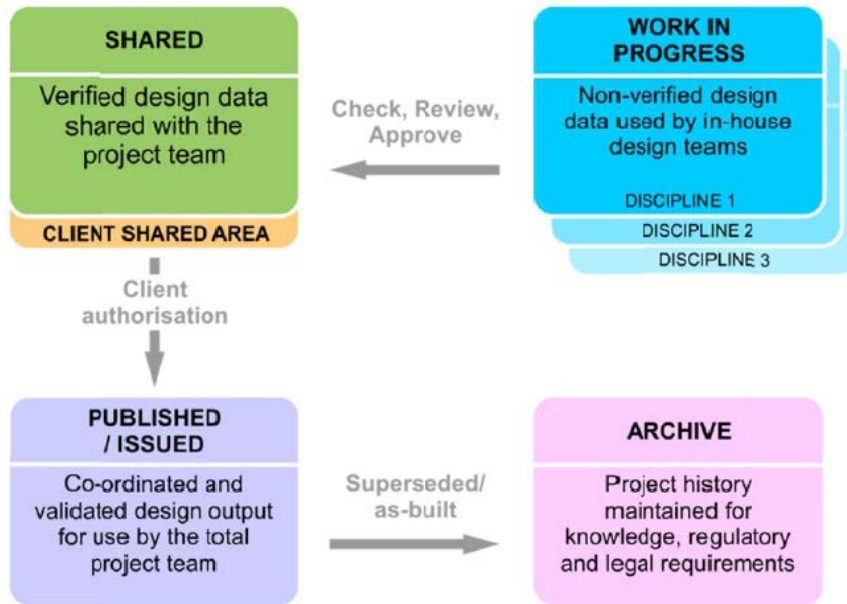 SHARED
Verified design data
shared with the
project team
CLIENT SHARED AREA
Check, Review,
Approve
WORK IN
PROGRESS
Non-verified design
data used by in-house
design teams
DISCIPLINE 1
DISCIPLINE 2
DISCIPLINE 3
Client
authorisation
PUBLISHED
/ ISSUED
Co-ordinated and
validated design output
for use by the total
project team
Superseded/
as-built
ARCHIVE
Project history
maintained for
knowledge, regulatory
and legal requirements